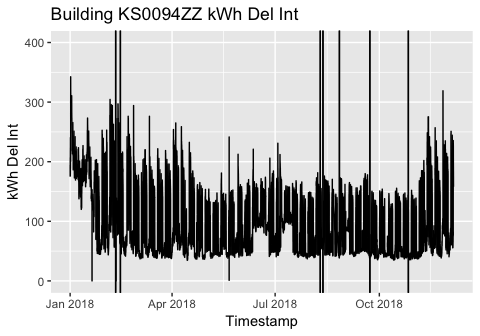 Building KS0094ZZ kWh Del Int
400
300
200
100
0
kWh Del Int
Jan 2018
Apr 2018
Jul 2018
Oct 2018
Timestamp